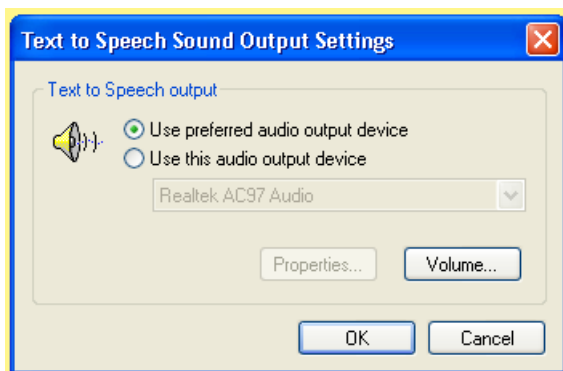 Text to Speech Sound Output Settings
Text to Speech output
Use preferred audio output device
Use this audio output device
Realtek AC97 Audio
Properties...
Volume...
OK
Cancel